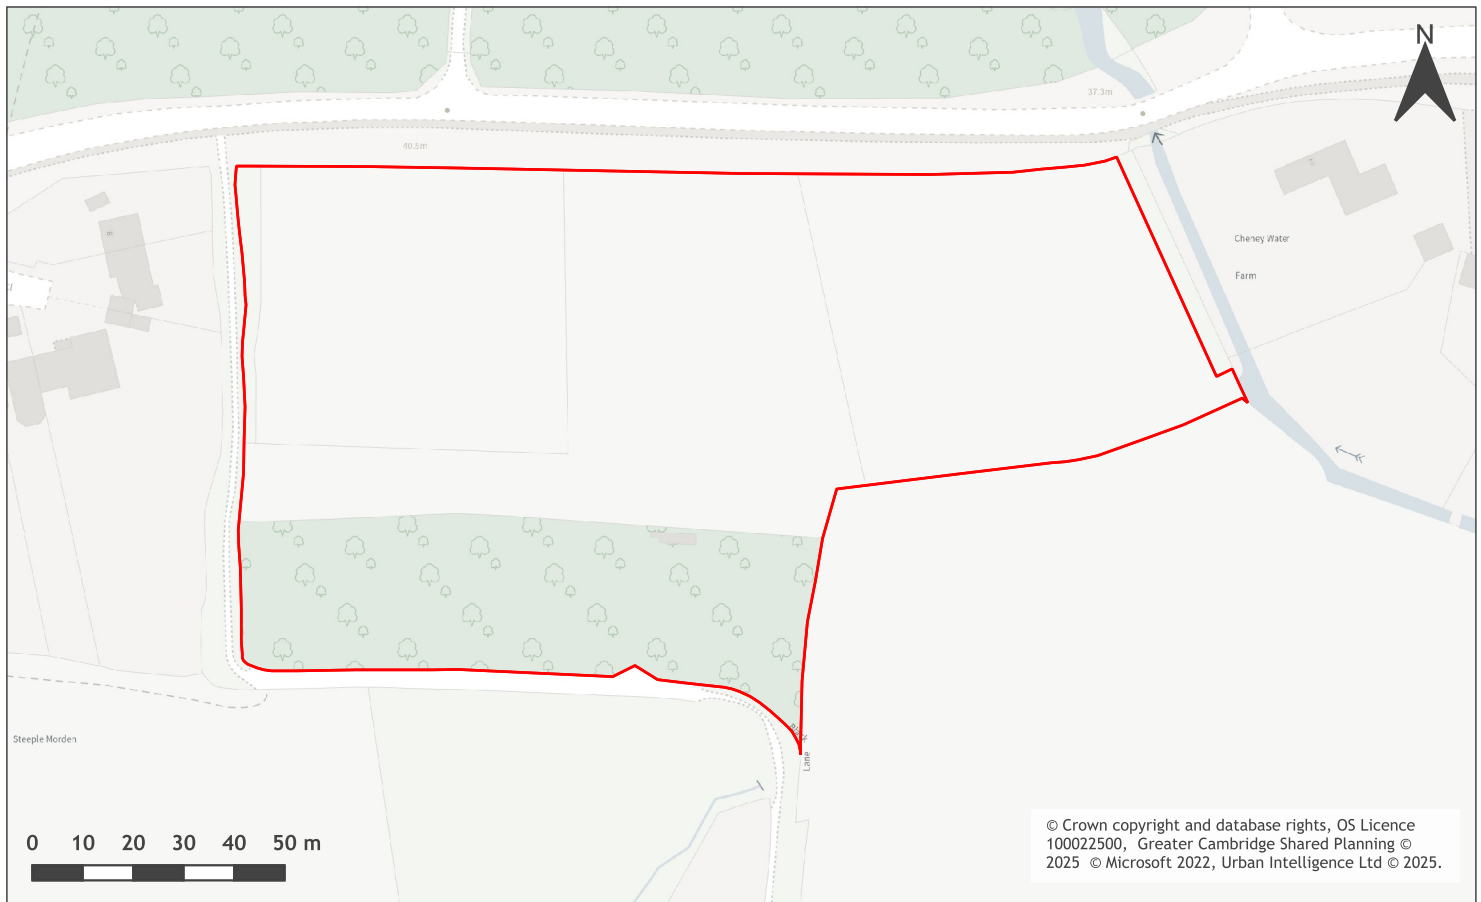 N
37.3m
40.5m
Cheney Water
Farm
Steeple Morden
Lane
0 10 20 30 40 50 m
© Crown copyright and database rights, OS Licence
100022500, Greater Cambridge Shared Planning ©
2025 © Microsoft 2022, Urban Intelligence Ltd © 2025.